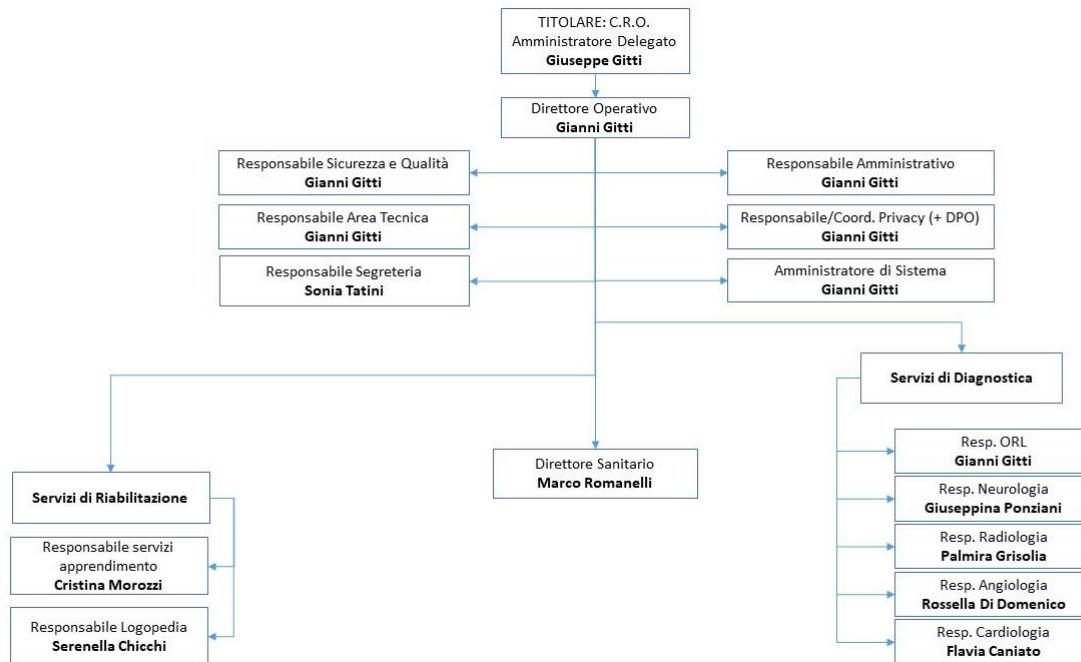 TITOLARE: C.R.O.
Amministratore Delegato
Giuseppe Gitti
Direttore Operativo
Gianni Gitti
Responsabile Sicurezza e Qualità
Gianni Gitti
Responsabile Amministrativo
Gianni Gitti
Responsabile Area Tecnica
Gianni Gitti
Responsabile/Coord. Privacy (+ DPO)
Gianni Gitti
Responsabile Segreteria
Sonia Tatini
Amministratore di Sistema
Gianni Gitti
Servizi di Diagnostica
Direttore Sanitario
Marco Romanelli
Servizi di Riabilitazione
Responsabile servizi
apprendimento
Cristina Morozzi
Responsabile Logopedia
Serenella Chicchi
Resp. ORL
Gianni Gitti
Resp. Neurologia
Giuseppina Ponziani
Resp. Radiologia
Palmira Grisolia
Resp. Angiologia
Rossella Di Domenico
Resp. Cardiologia
Flavia Caniato